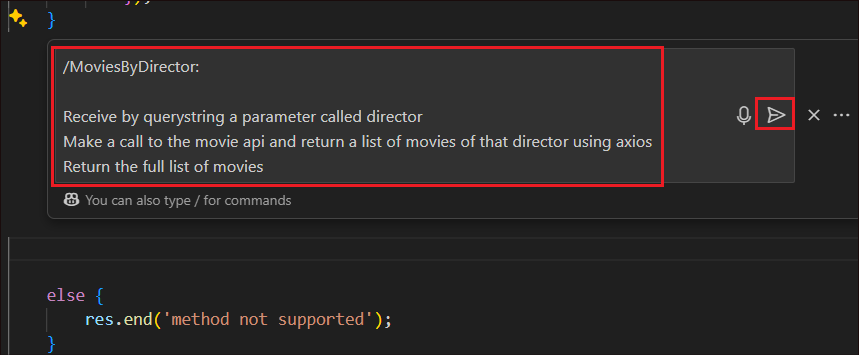 }
/MoviesByDirector:
Receive by querystring a parameter called director
Make a call to the movie api and return a list of movies of that director using axios
Return the full list of movies
You can also type / for commands
else {
res.end('method not supported');
}